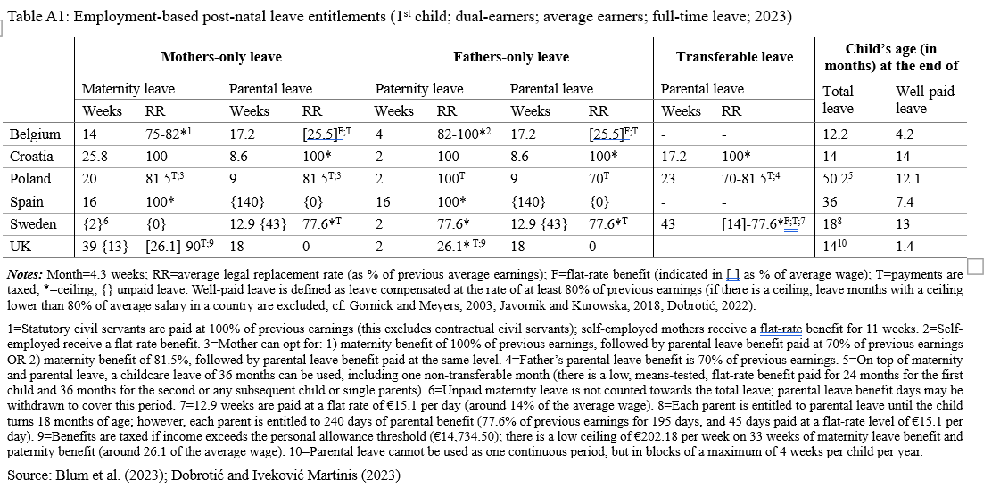 Table A1: Employment-based post-natal leave entitlements (1st child; dual-earners; average earners; full-time leave; 2023)
Mothers-only leave Fathers-only leave Transferable leave Child’s age (in months) at the end of
Maternity leave Parental leave Paternity leave Parental leave Parental leave Total leave Well-paid leave
Weeks RR Weeks RR Weeks RR Weeks RR Weeks RR
Belgium 14 75-82*1 17.2 [25.5]F;T 4 82-100*2 17.2 [25.5]F;T - - 12.2 4.2
Croatia 25.8 100 8.6 100* 2 100 8.6 100* 17.2 100* 14 14
Poland 20 81.5T;3 9 81.5T;3 2 100T 9 70T 23 70-81.5T;4 50.25 12.1
Spain 16 100* {140} {0} 16 100* {140} {0} - - 36 7.4
Sweden {2}6 {0} 12.9 {43} 77.6*T 2 77.6* 12.9 {43} 77.6*T 43 [14]-77.6*F;T;7 188 13
UK 39 {13} [26.1]-90T;9 18 0 2 26.1* T;9 18 0 - - 1410 1.4
Notes: Month=4.3 weeks; RR=average legal replacement rate (as % of previous average earnings); F=flat-rate benefit (indicated in [ ] as % of average wage); T=payments are
taxed; *=ceiling; {} unpaid leave. Well-paid leave is defined as leave compensated at the rate of at least 80% of previous earnings (if there is a ceiling, leave months with a ceiling
lower than 80% of average salary in a country are excluded; cf. Gornick and Meyers, 2003; Javornik and Kurowska, 2018; Dobrotić, 2022).
1=Statutory civil servants are paid at 100% of previous earnings (this excludes contractual civil servants); self-employed mothers receive a flat-rate benefit for 11 weeks. 2=Self-
employed receive a flat-rate benefit. 3=Mother can opt for: 1) maternity benefit of 100% of previous earnings, followed by parental leave benefit paid at 70% of previous earnings
OR 2) maternity benefit of 81.5%, followed by parental leave benefit paid at the same level. 4=Father’s parental leave benefit is 70% of previous earnings. 5=On top of maternity
and parental leave, a childcare leave of 36 months can be used, including one non-transferable month (there is a low, means-tested, flat-rate benefit paid for 24 months for the first
child and 36 months for the second or any subsequent child or single parents). 6=Unpaid maternity leave is not counted towards the total leave; parental leave benefit days may be
withdrawn to cover this period. 7=12.9 weeks are paid at a flat rate of €15.1 per day (around 14% of the average wage). 8=Each parent is entitled to parental leave until the child
turns 18 months of age; however, each parent is entitled to 240 days of parental benefit (77.6% of previous earnings for 195 days, and 45 days paid at a flat-rate level of €15.1 per
day). 9=Benefits are taxed if income exceeds the personal allowance threshold (€14,734.50); there is a low ceiling of €202.18 per week on 33 weeks of maternity leave benefit and
paternity benefit (around 26.1 of the average wage). 10=Parental leave cannot be used as one continuous period, but in blocks of a maximum of 4 weeks per child per year.
Source: Blum et al. (2023); Dobrotić and Iveković Martinis (2023)